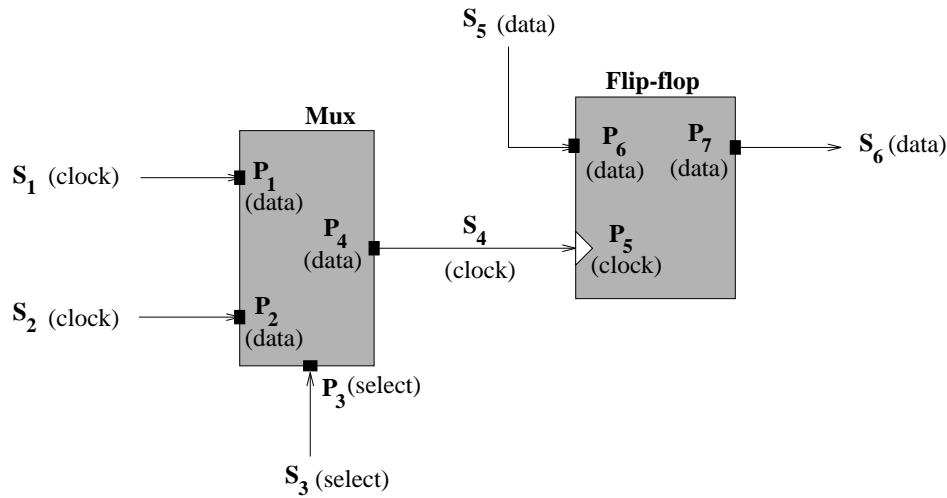 S5 (data)
Flip-flop
Mux
P6
(data)
P7
(data)
S6 (data)
S1 (clock)
P1
(data)
P4
(data)
S4
(clock)
P5
(clock)
S2 (clock)
P2
(data)
P3 (select)
S3 (select)